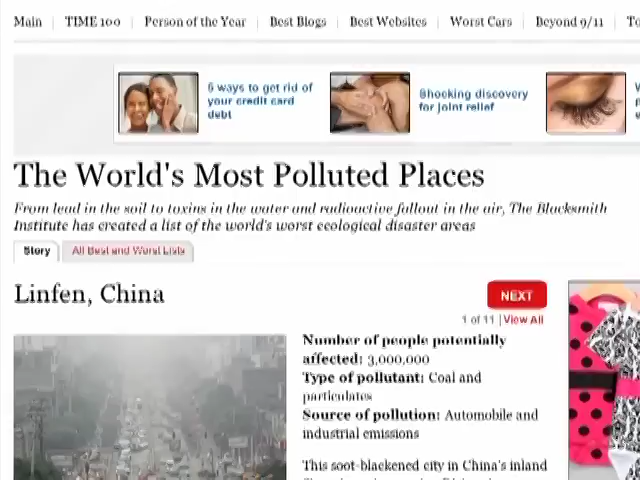 Main TIME 100 Person of the Year Best Blogs Best Websites Worst Cars Beyond 9/11
6 ways to get rid of
your credit card
debt
Shocking discovery
for joint relief
The World's Most Polluted Places
From lead in the soil to toxins in the water and radioactive fallout in the air, The Blacksmith
Institute has created a list of the world's worst ecological disaster areas
Story All Best and Worst Lists
Linfen, China
NEXT
1 of 11 | View All
Number of people potentially
affected: 3,000,000
Type of pollutant: Coal and
particulates
Source of pollution: Automobile and
industrial emissions
This soot-blackened city in China's inland